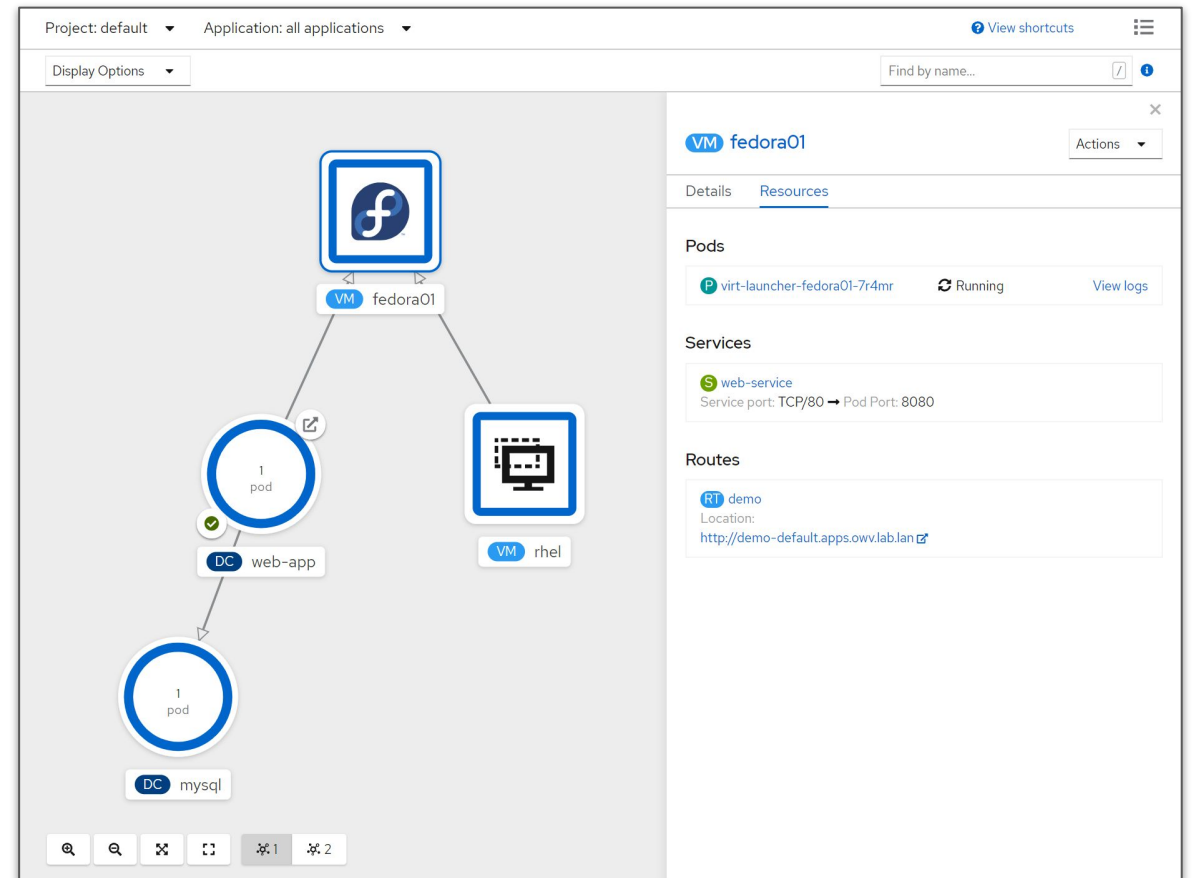 Project: default
Application: all applications
View shortcuts
Display Options
Find by name...
/
VM fedora01
Actions
Details
Resources
Pods
P virt-launcher-fedora01-7r4mr
Running
View logs
Services
S web-service
Service port: TCP/80 → Pod Port: 8080
Routes
RT demo
Location:
http://demo-default.apps.owv.lab.lan
VM fedora01
1
pod
DC web-app
VM rhel
1
pod
DC mysql
1
2